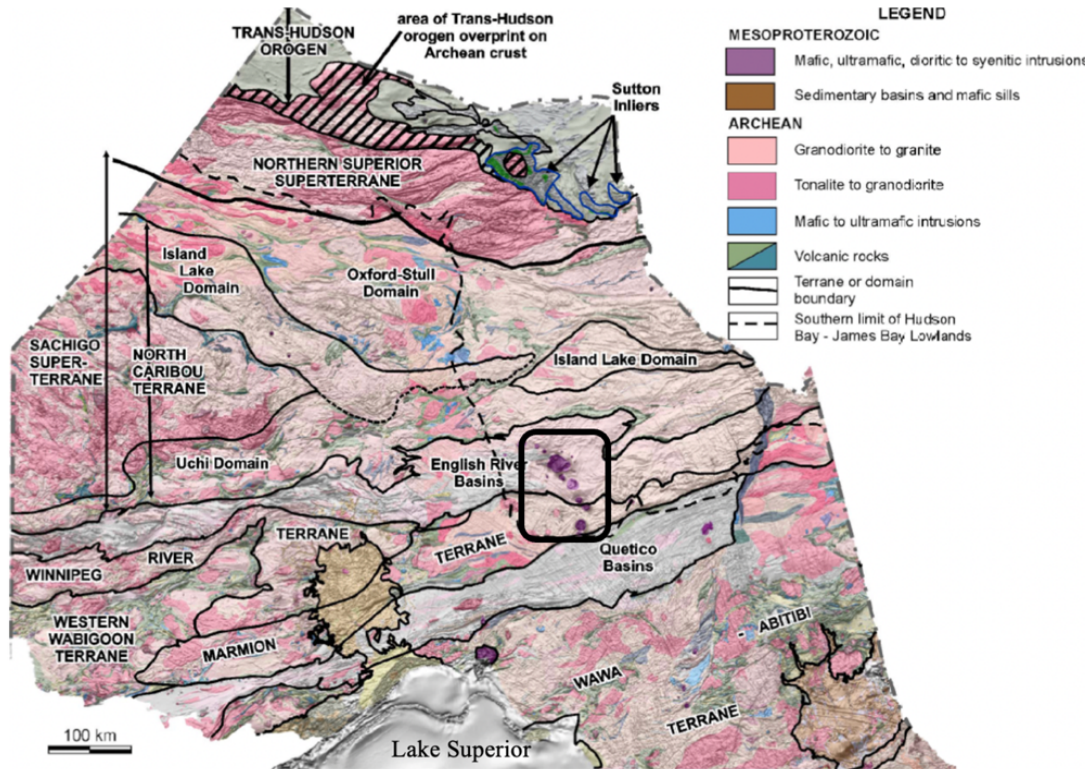 TRANS-HUDSON
OROGEN
area of Trans-Hudson
orogen overprint on
Archean crust
Sutton
Inliers
NORTHERN SUPERIOR
SUPERTERRANE
Island
Lake
Domain
Oxford-Stull
Domain
SACHIGO
SUPER-
TERRANE
NORTH
CARIBOU
TERRANE
Island Lake Domain
Uchi Domain
English River
Basins
TERRANE
RIVER
WINNIPEG
TERRANE
Quetico
Basins
WESTERN
WABIGOON
TERRANE
MARMION
- ABITIBI
WAWA
TERRANE
100 km
Lake Superior
LEGEND
MESOPROTEROZOIC
Mafic, ultramafic, dioritic to syenitic intrusions
Sedimentary basins and mafic sills
ARCHEAN
Granodiorite to granite
Tonalite to granodiorite
Mafic to ultramafic intrusions
Volcanic rocks
Terrane or domain
boundary
Southern limit of Hudson
Bay - James Bay Lowlands